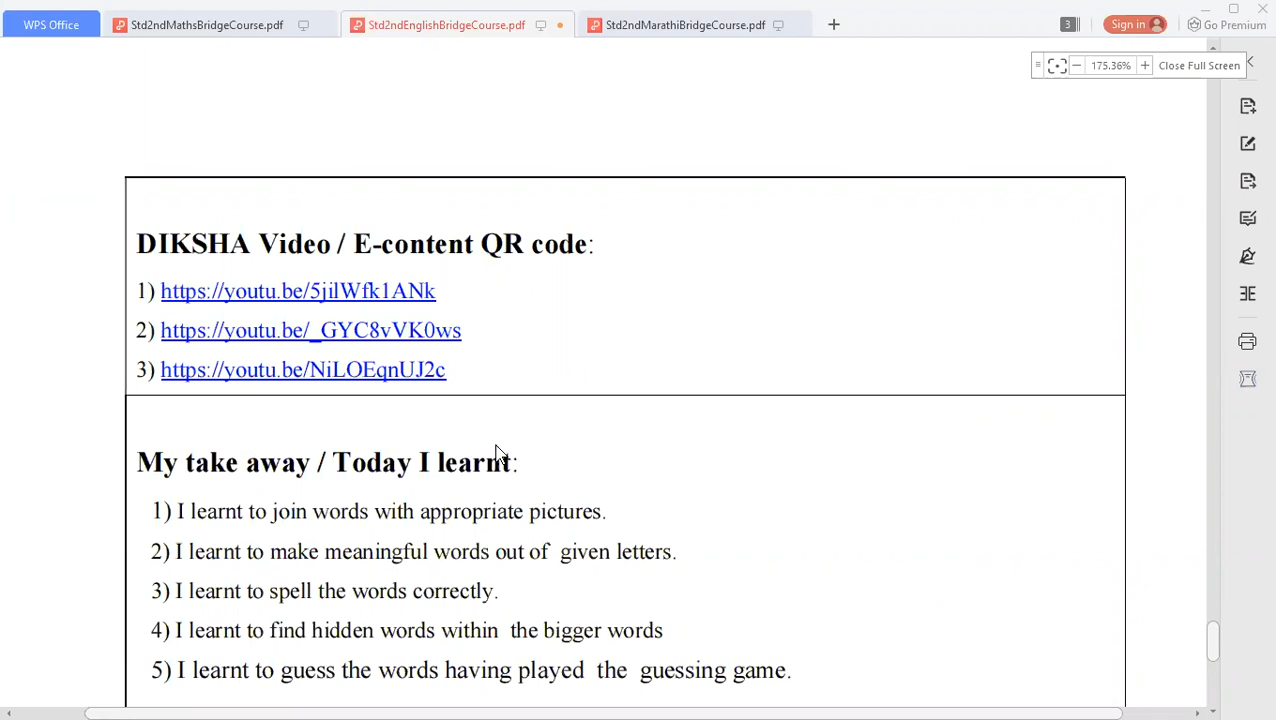 WPS Office
Std2ndMathsBridgeCourse.pdf
Std2ndEnglishBridgeCourse.pdf
Std2ndMarathiBridgeCourse.pdf
3
Sign in
Go Premium
175.36%
Close Full Screen
DIKSHA Video / E-content QR code:
1) https://youtu.be/5jilWfk1ANk
2) https://youtu.be/_GYC8vVK0ws
3) https://youtu.be/NiLOEqnUJ2c
My take away / Today I learnt:
1) I learnt to join words with appropriate pictures.
2) I learnt to make meaningful words out of given letters.
3) I learnt to spell the words correctly.
4) I learnt to find hidden words within the bigger words
5) I learnt to guess the words having played the guessing game.